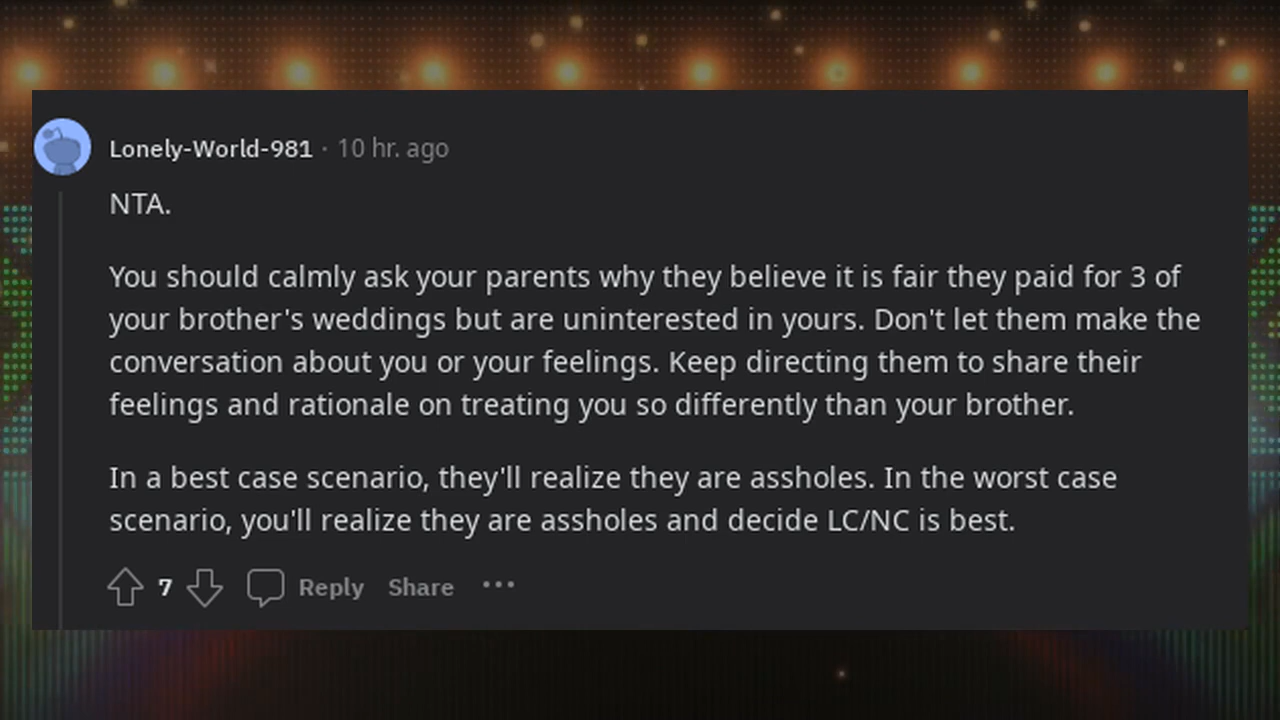 Lonely-World-981 · 10 hr. ago
NTA.
You should calmly ask your parents why they believe it is fair they paid for 3 of
your brother's weddings but are uninterested in yours. Don't let them make the
conversation about you or your feelings. Keep directing them to share their
feelings and rationale on treating you so differently than your brother.
In a best case scenario, they'll realize they are assholes. In the worst case
scenario, you'll realize they are assholes and decide LC/NC is best.
7 Reply Share ···